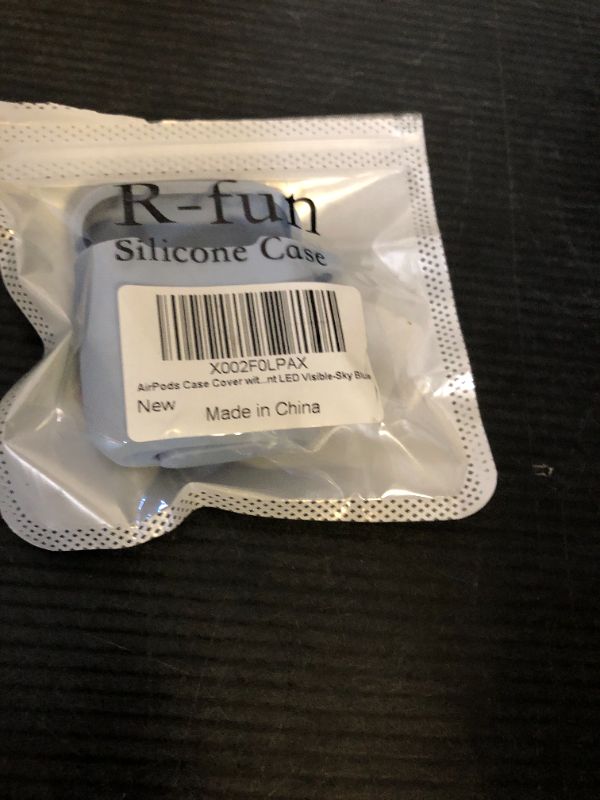 R-fun
Silicone Case
X002F0LPAX
AirPods Case Cover wit...nt LED Visible-Sky Blue
New
Made in China